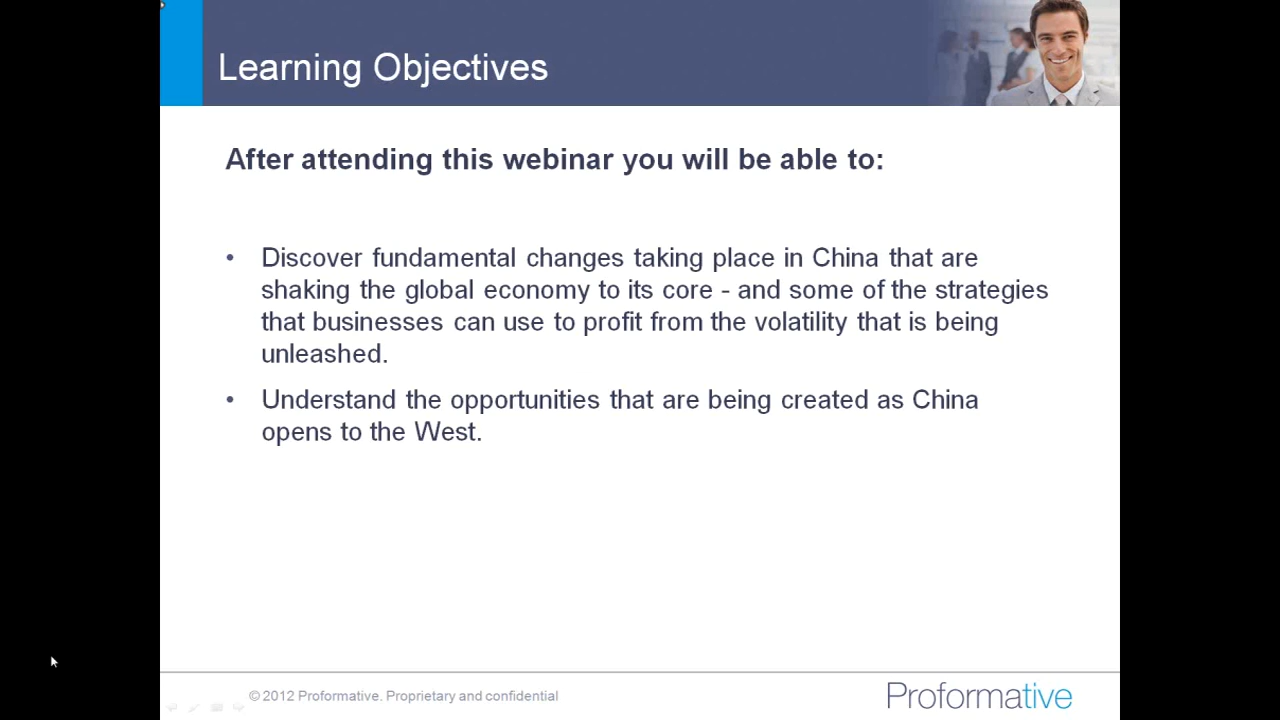 Learning Objectives
After attending this webinar you will be able to:
• Discover fundamental changes taking place in China that are
shaking the global economy to its core - and some of the strategies
that businesses can use to profit from the volatility that is being
unleashed.
• Understand the opportunities that are being created as China
opens to the West.
© 2012 Proformative. Proprietary and confidential
Proformative